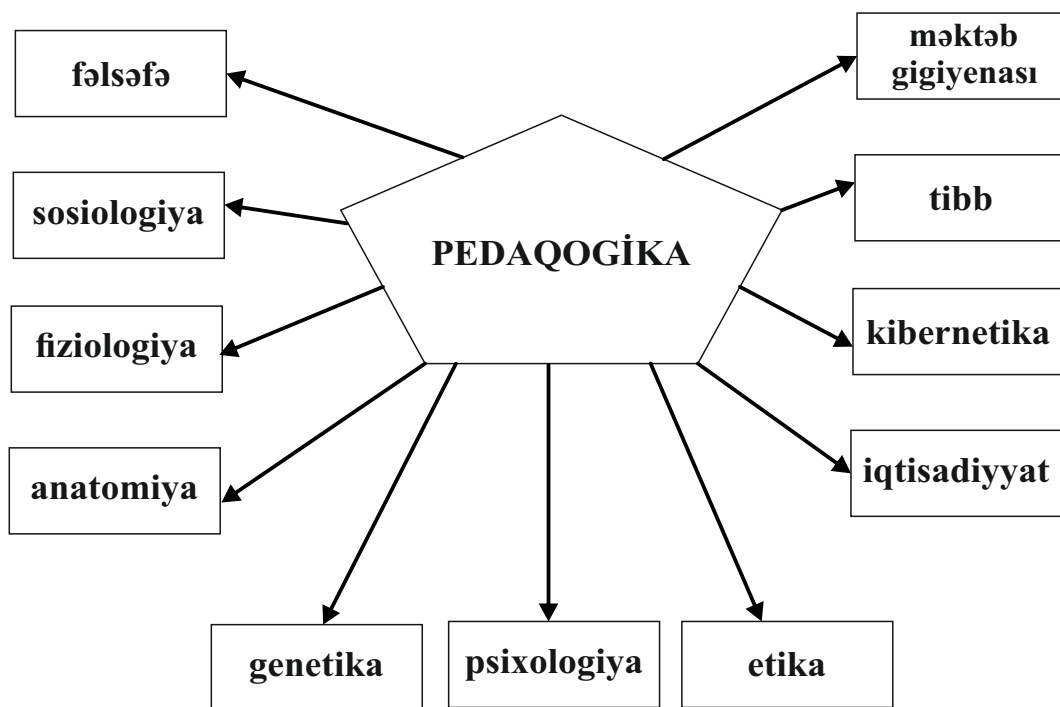 fəlsəfə
məktəb
gigiyenası
sosiologiya
tibb
PEDAQOGİKA
fiziologiya
kibernetika
anatomiya
iqtisadiyyat
genetika
psixologiya
etika